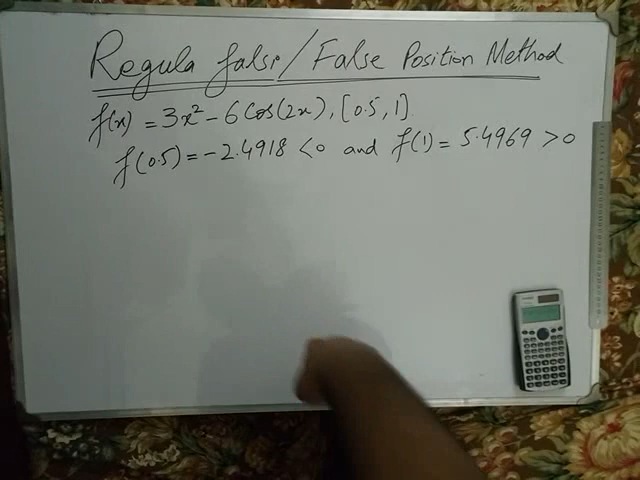 Regula falsi/False Position Method
f(x) = 3x² - 6 Cos(2x), [0.5, 1]
f(0.5) = -2.4918 <0 and f(1) = 5.4969 >0